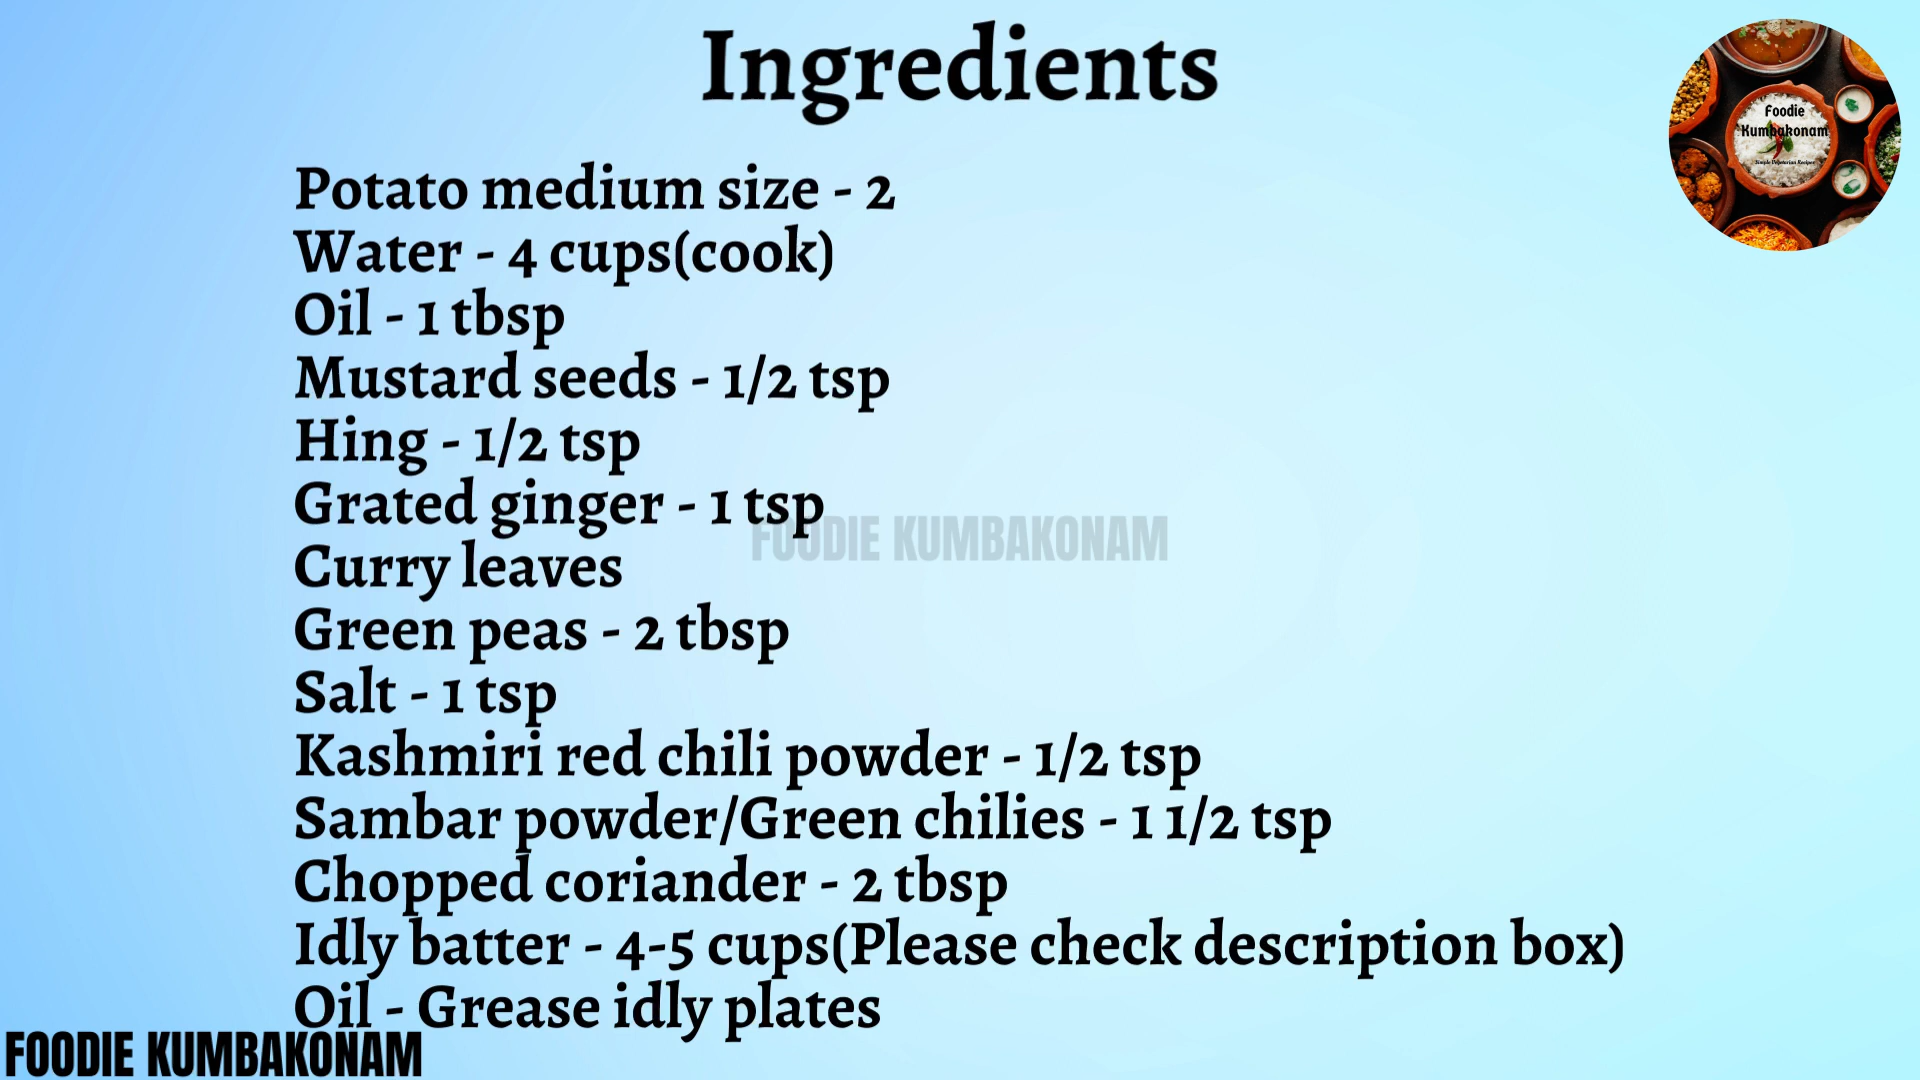 Ingredients
Foodie
Kumbakonam
Simple Vegetarian Recipes
Potato medium size - 2
Water - 4 cups(cook)
Oil - 1 tbsp
Mustard seeds - 1/2 tsp
Hing - 1/2 tsp
Grated ginger - 1 tsp
FOODIE KUMBAKONAM
Curry leaves
Green peas - 2 tbsp
Salt - 1 tsp
Kashmiri red chili powder - 1/2 tsp
Sambar powder/Green chilies - 1 1/2 tsp
Chopped coriander - 2 tbsp
Idly batter - 4-5 cups(Please check description box)
Oil - Grease idly plates
FOODIE KUMBAKONAM